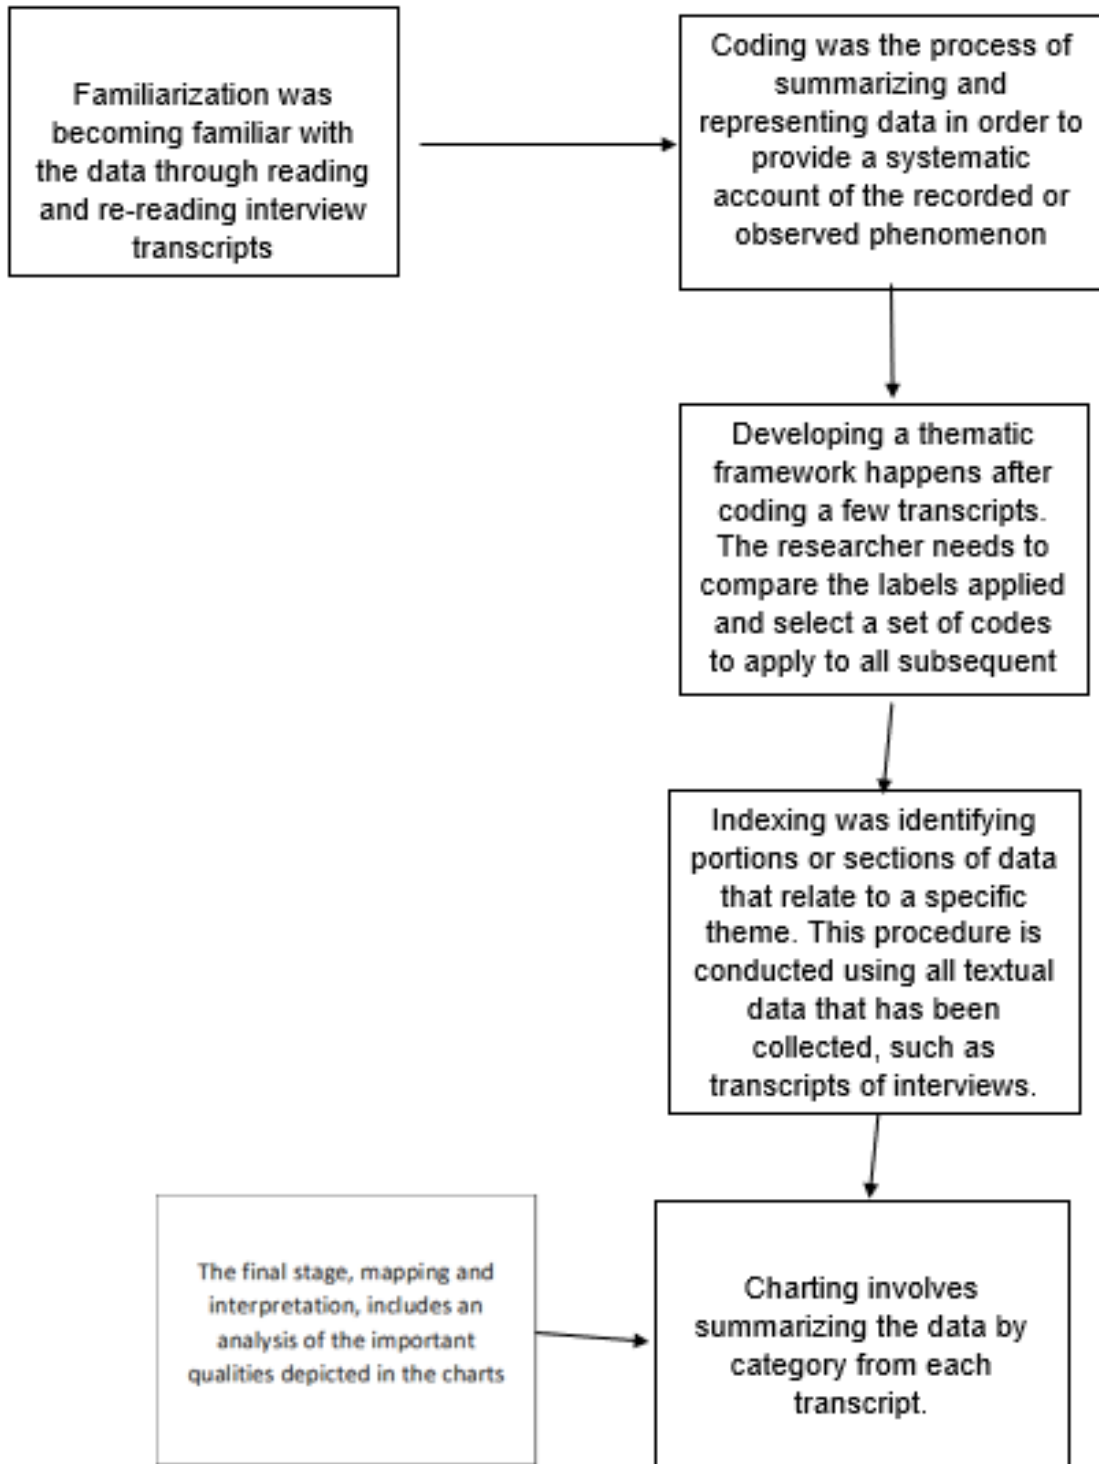 Familiarization was
becoming familiar with
the data through reading
and re-reading interview
transcripts
Coding was the process of
summarizing and
representing data in order to
provide a systematic
account of the recorded or
observed phenomenon
Developing a thematic
framework happens after
coding a few transcripts.
The researcher needs to
compare the labels applied
and select a set of codes
to apply to all subsequent
Indexing was identifying
portions or sections of data
that relate to a specific
theme. This procedure is
conducted using all textual
data that has been
collected, such as
transcripts of interviews.
Charting involves
summarizing the data by
category from each
transcript.
The final stage, mapping and
interpretation, includes an
analysis of the important
qualities depicted in the charts